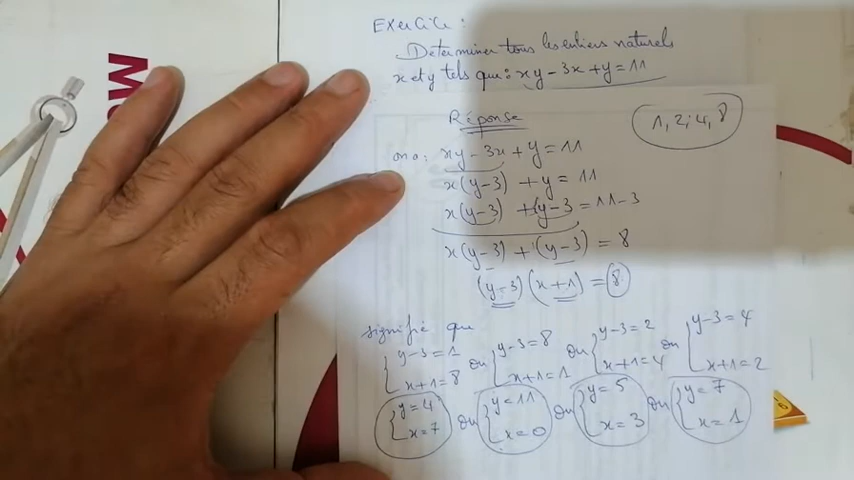 Exercice :
Déterminer tous les entiers naturels
x et y tels que : xy - 3x + y = 11
Réponse
1, 2, 4, 8
on a : xy - 3x + y = 11
x(y-3) + y = 11
x(y-3) + (y-3 = 11-3
x(y-3) + (y-3) = 8
(y-3)(x+1) = 8
signifie que
{ y-3=1 ou { y-3=8 ou { y-3=2 ou { y-3=4
x+1=8 x+1=1 x+1=4 x+1=2
{ y=4 ou { y=11 ou { y=5 ou { y=7
x=7 x=0 x=3 x=1